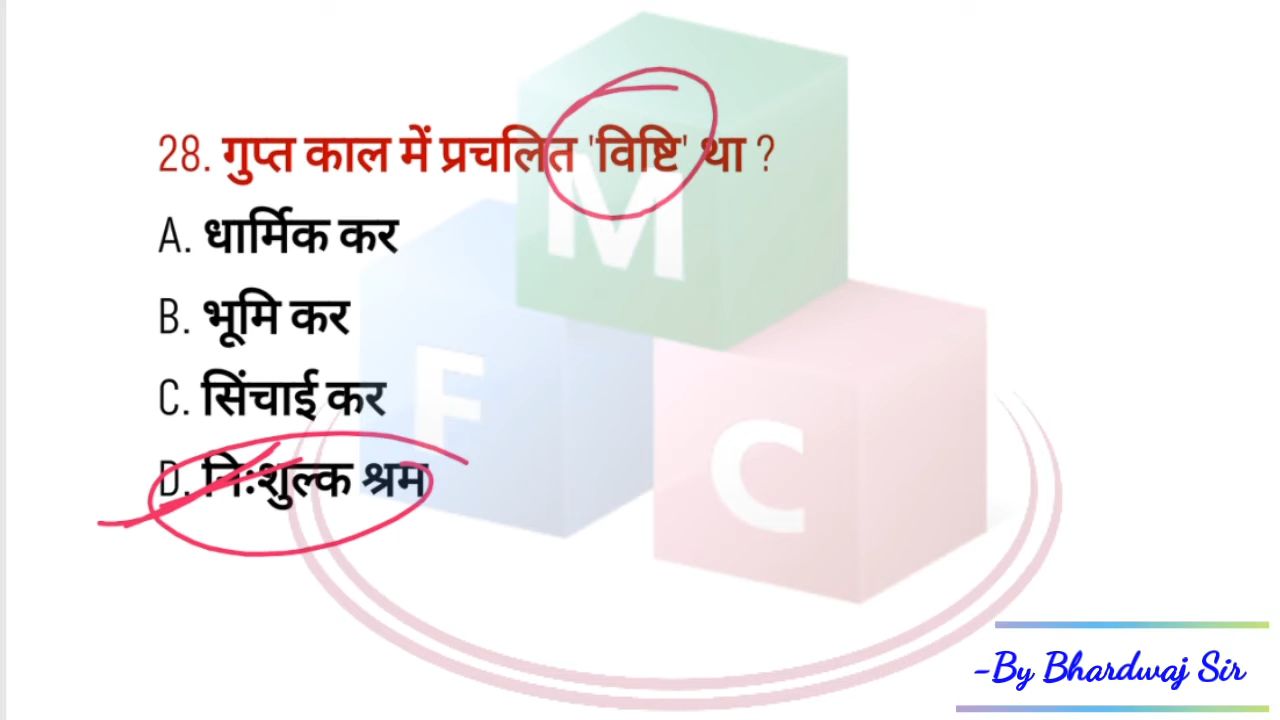 28. गुप्त काल में प्रचलित 'विष्टि' था ?
A. धार्मिक कर
B. भूमि कर
C. सिंचाई कर
D. निःशुल्क श्रम
M
F
C
-By Bhardwaj Sir